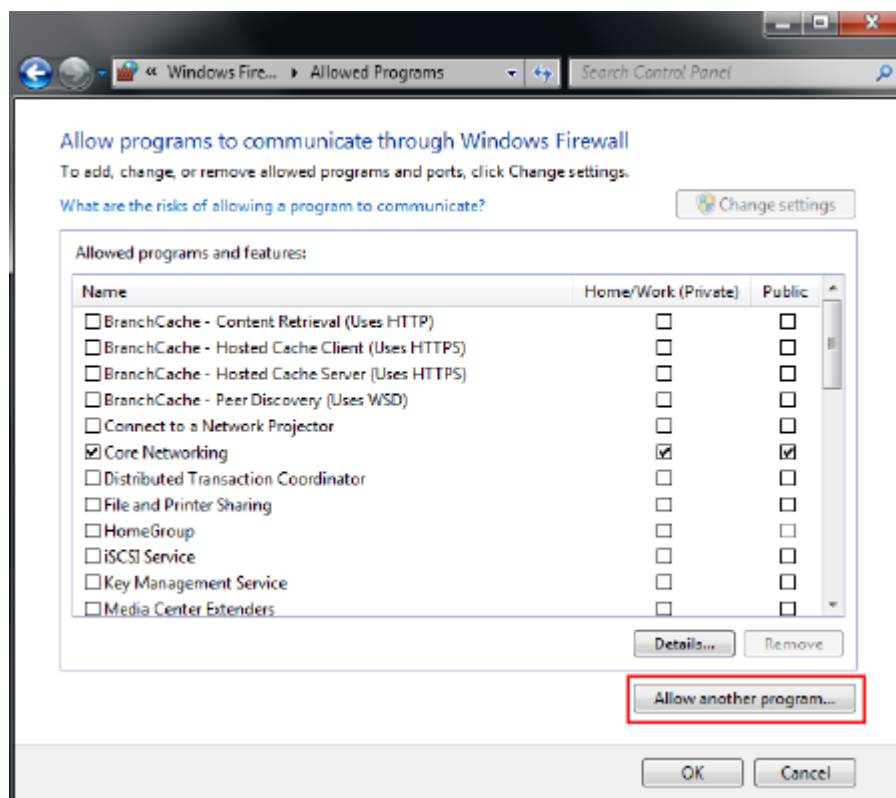 « Windows Fire... ▸ Allowed Programs
Search Control Panel
Allow programs to communicate through Windows Firewall
To add, change, or remove allowed programs and ports, click Change settings.
What are the risks of allowing a program to communicate?
Change settings
Allowed programs and features:
Name Home/Work (Private) Public
BranchCache - Content Retrieval (Uses HTTP)
BranchCache - Hosted Cache Client (Uses HTTPS)
BranchCache - Hosted Cache Server (Uses HTTPS)
BranchCache - Peer Discovery (Uses WSD)
Connect to a Network Projector
Core Networking
Distributed Transaction Coordinator
File and Printer Sharing
HomeGroup
iSCSI Service
Key Management Service
Media Center Extenders
Details... Remove
Allow another program...
OK Cancel